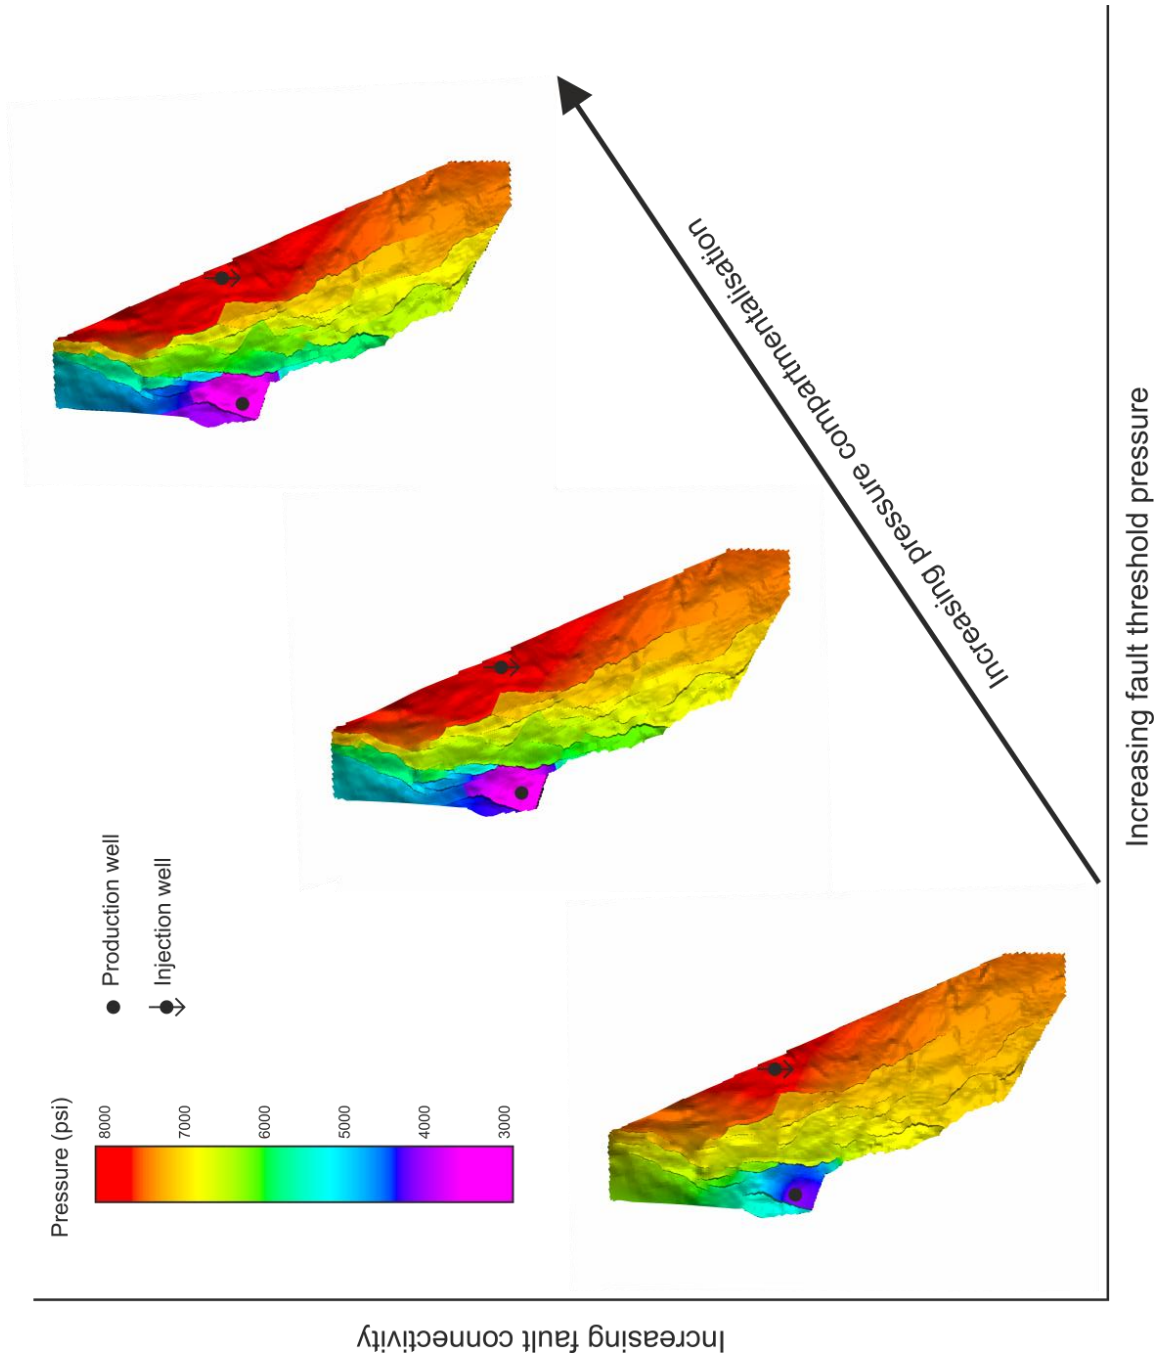 Pressure (psi)
8000
7000
6000
5000
4000
3000
Production well
Injection well
Increasing pressure compartmentalisation
Increasing fault connectivity
Increasing fault threshold pressure